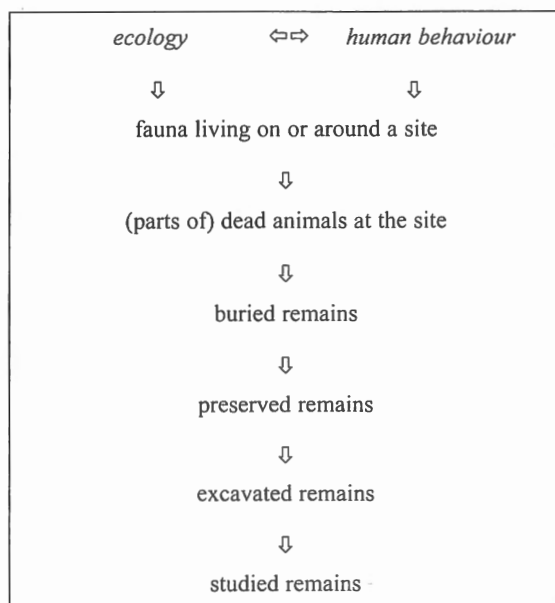 ecology ⇦⇨ human behaviour
⇩ ⇩
fauna living on or around a site
⇩
(parts of) dead animals at the site
⇩
buried remains
⇩
preserved remains
⇩
excavated remains
⇩
studied remains